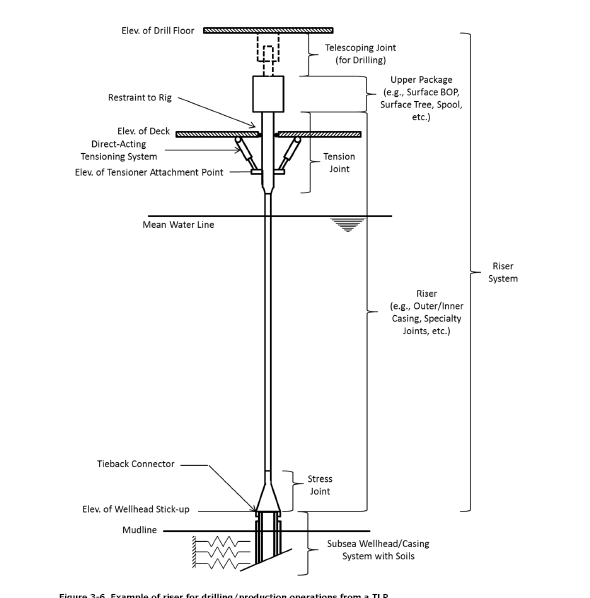 Elev. of Drill Floor
Telescoping Joint
(for Drilling)
Upper Package
(e.g., Surface BOP,
Surface Tree, Spool,
etc.)
Restraint to Rig
Elev. of Deck
Direct-Acting
Tensioning System
Tension
Joint
Elev. of Tensioner Attachment Point
Mean Water Line
Riser
System
Riser
(e.g., Outer/Inner
Casing, Specialty
Joints, etc.)
Tieback Connector
Stress
Joint
Elev. of Wellhead Stick-up
Mudline
Subsea Wellhead/Casing
System with Soils
Figure 3-6 Example of riser for drilling/production operations from a TLP